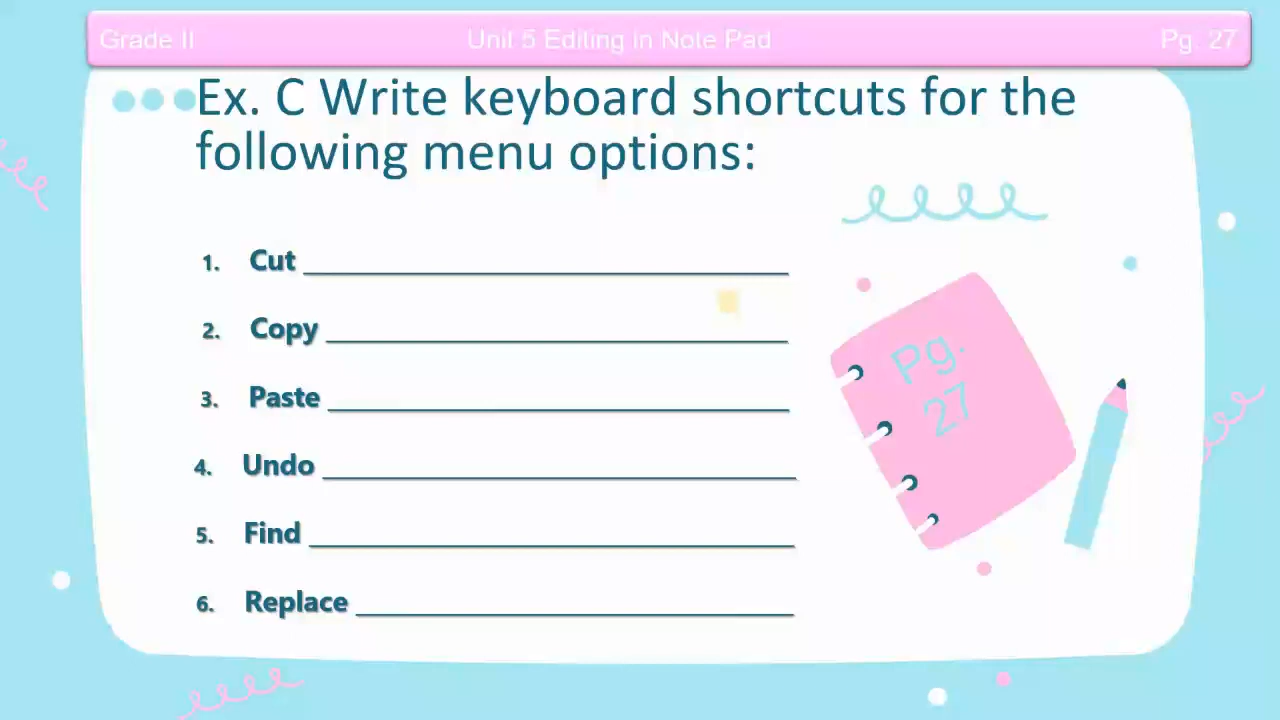 Grade II Unit 5 Editing in Note Pad Pg. 27
Ex. C Write keyboard shortcuts for the
following menu options:
1. Cut
2. Copy
3. Paste
4. Undo
5. Find
6. Replace
Pg.
27